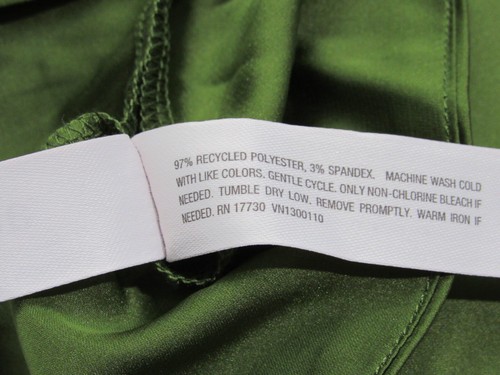 97% RECYCLED POLYESTER, 3% SPANDEX. MACHINE WASH COLD
WITH LIKE COLORS. GENTLE CYCLE. ONLY NON-CHLORINE BLEACH IF
NEEDED. TUMBLE DRY LOW. REMOVE PROMPTLY. WARM IRON IF
NEEDED. RN 17730 VN1300110